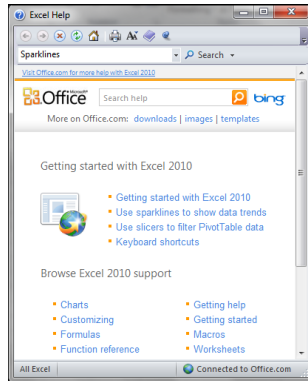 Excel Help
Sparklines Search
Visit Office.com for more help with Excel 2010
Microsoft®
Office Search help bing
More on Office.com: downloads | images | templates
Getting started with Excel 2010
Getting started with Excel 2010
Use sparklines to show data trends
Use slicers to filter PivotTable data
Keyboard shortcuts
Browse Excel 2010 support
Charts Getting help
Customizing Getting started
Formulas Macros
Function reference Worksheets
All Excel Connected to Office.com